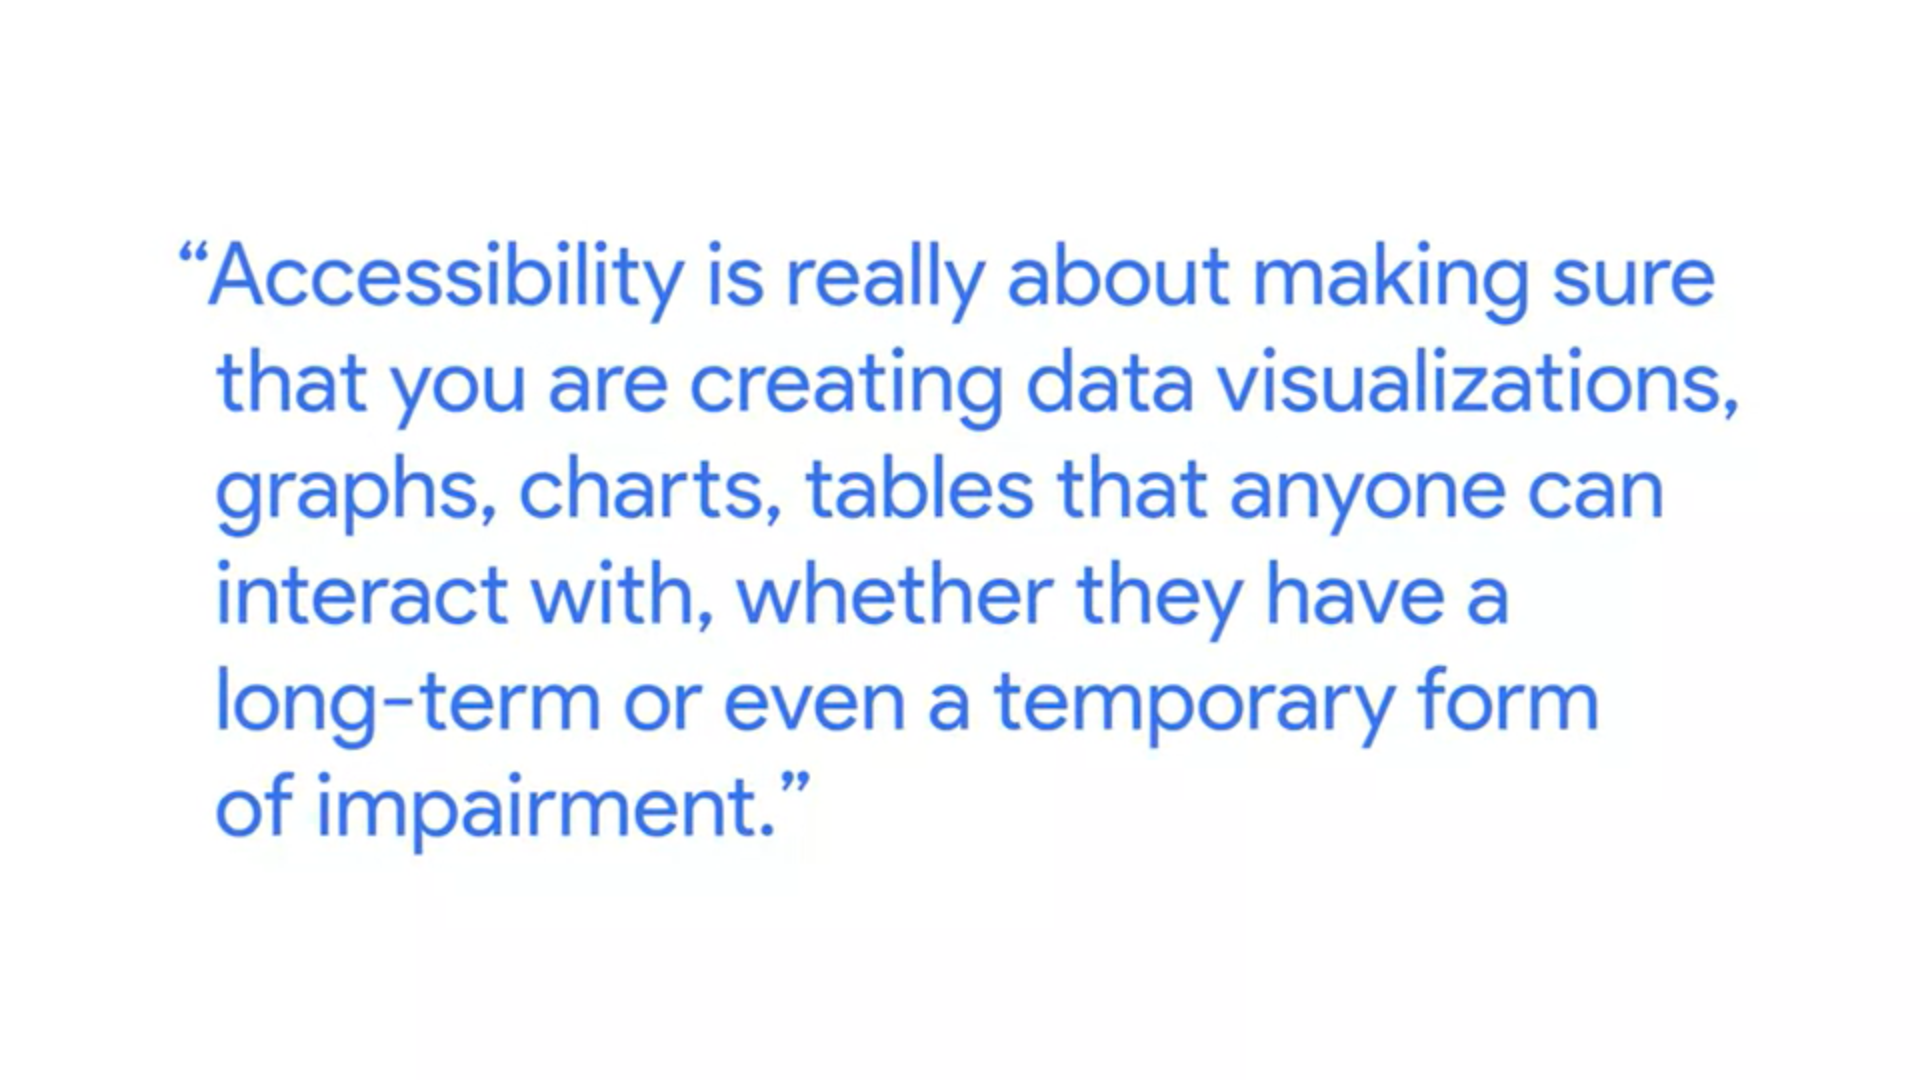 “Accessibility is really about making sure
that you are creating data visualizations,
graphs, charts, tables that anyone can
interact with, whether they have a
long-term or even a temporary form
of impairment.”